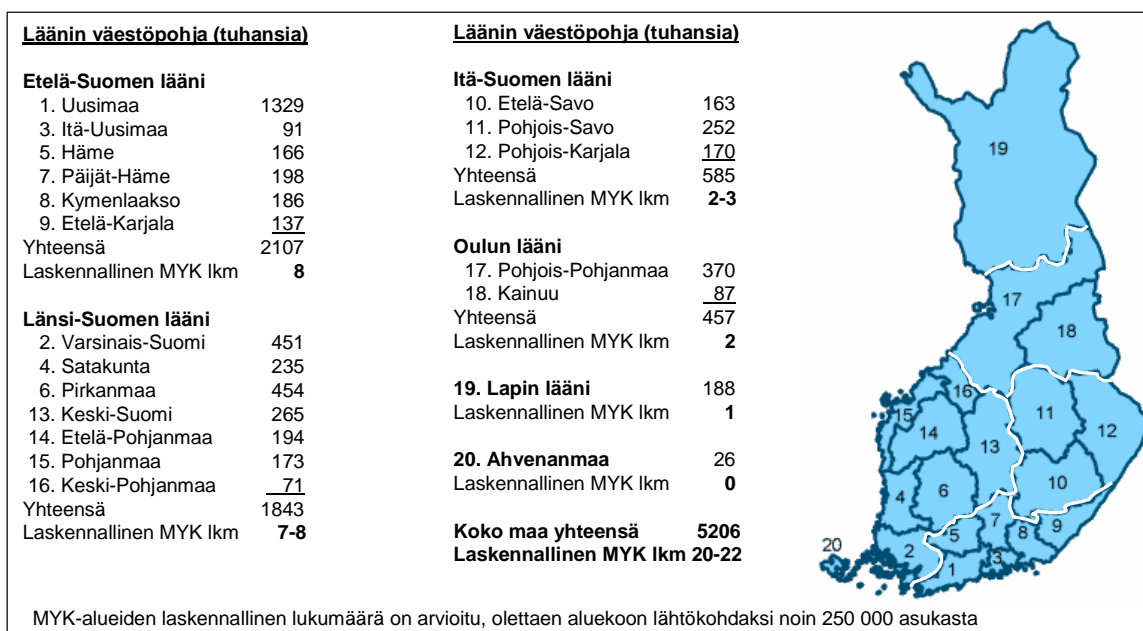 Läänin väestöpohja (tuhansia)
Etelä-Suomen lääni
1. Uusimaa 1329
3. Itä-Uusimaa 91
5. Häme 166
7. Päijät-Häme 198
8. Kymenlaakso 186
9. Etelä-Karjala 137
Yhteensä 2107
Laskennallinen MYK lkm 8
Länsi-Suomen lääni
2. Varsinais-Suomi 451
4. Satakunta 235
6. Pirkanmaa 454
13. Keski-Suomi 265
14. Etelä-Pohjanmaa 194
15. Pohjanmaa 173
16. Keski-Pohjanmaa 71
Yhteensä 1843
Laskennallinen MYK lkm 7-8
Läänin väestöpohja (tuhansia)
Itä-Suomen lääni
10. Etelä-Savo 163
11. Pohjois-Savo 252
12. Pohjois-Karjala 170
Yhteensä 585
Laskennallinen MYK lkm 2-3
Oulun lääni
17. Pohjois-Pohjanmaa 370
18. Kainuu 87
Yhteensä 457
Laskennallinen MYK lkm 2
19. Lapin lääni 188
Laskennallinen MYK lkm 1
20. Ahvenanmaa 26
Laskennallinen MYK lkm 0
Koko maa yhteensä 5206
Laskennallinen MYK lkm 20-22
19
17
18
16
15
14
13
11
12
4
6
10
7
5
8
9
20
2
1
3
MYK-alueiden laskennallinen lukumäärä on arvioitu, olettaen aluekoon lähtökohdaksi noin 250 000 asukasta